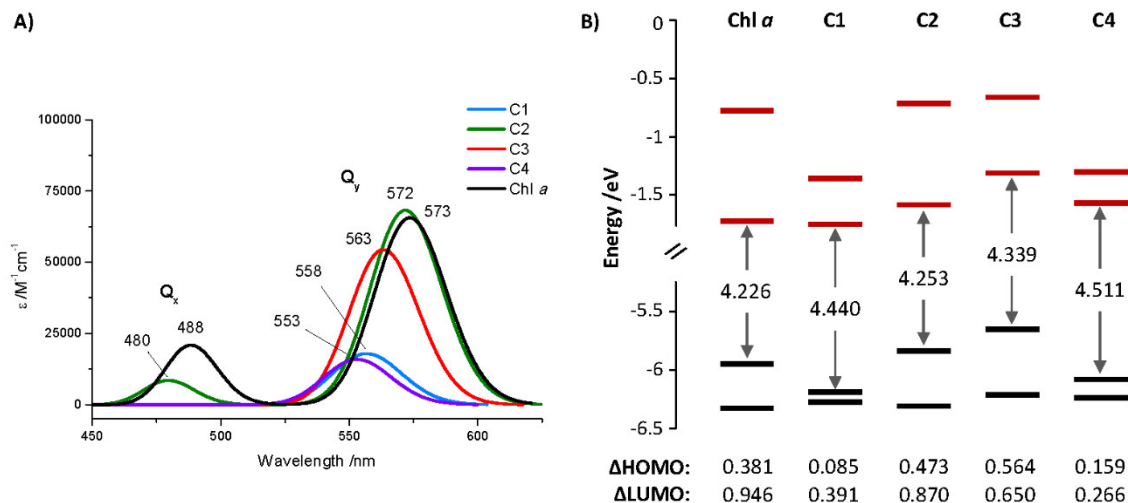 A)
C1
C2
C3
C4
Chl a
100000
75000
50000
25000
0
ε /M⁻¹cm⁻¹
Qx
480
488
Qy
572
573
563
558
553
450
500
550
600
Wavelength /nm
B)
Chl a C1 C2 C3 C4
0
-0.5
-1
-1.5
-5.5
-6
-6.5
Energy /eV
4.226
4.440
4.253
4.339
4.511
ΔHOMO: 0.381 0.085 0.473 0.564 0.159
ΔLUMO: 0.946 0.391 0.870 0.650 0.266